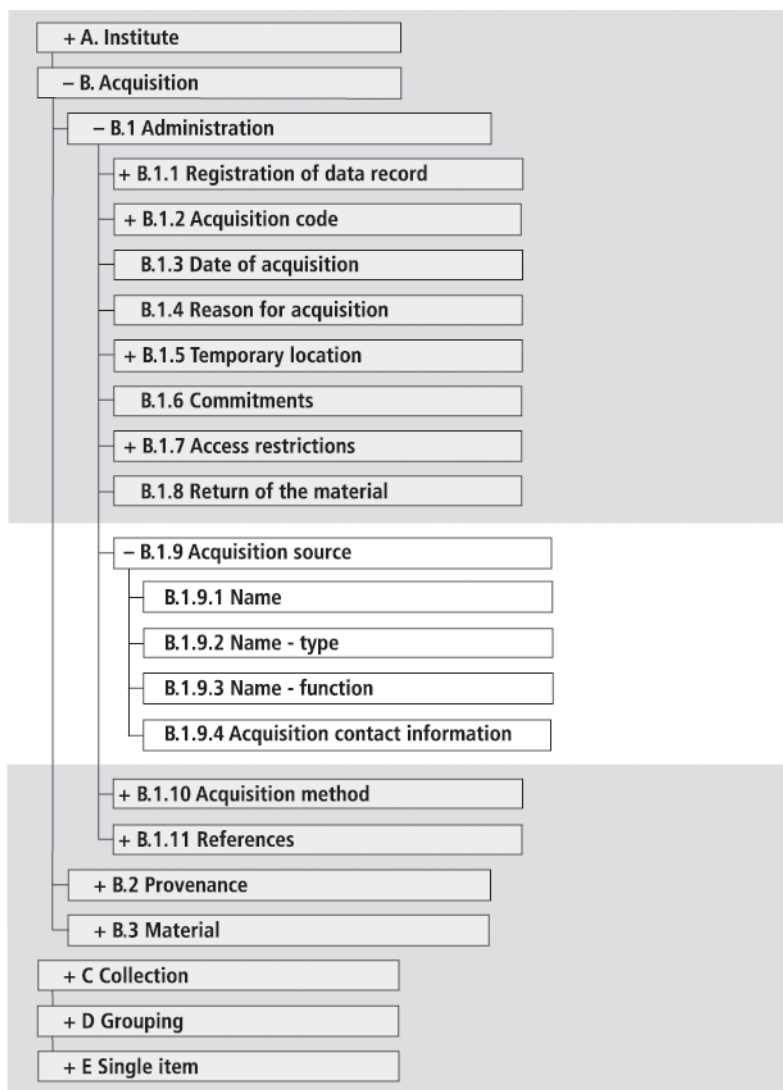 + A. Institute
– B. Acquisition
– B.1 Administration
+ B.1.1 Registration of data record
+ B.1.2 Acquisition code
B.1.3 Date of acquisition
B.1.4 Reason for acquisition
+ B.1.5 Temporary location
B.1.6 Commitments
+ B.1.7 Access restrictions
B.1.8 Return of the material
– B.1.9 Acquisition source
B.1.9.1 Name
B.1.9.2 Name - type
B.1.9.3 Name - function
B.1.9.4 Acquisition contact information
+ B.1.10 Acquisition method
+ B.1.11 References
+ B.2 Provenance
+ B.3 Material
+ C Collection
+ D Grouping
+ E Single item